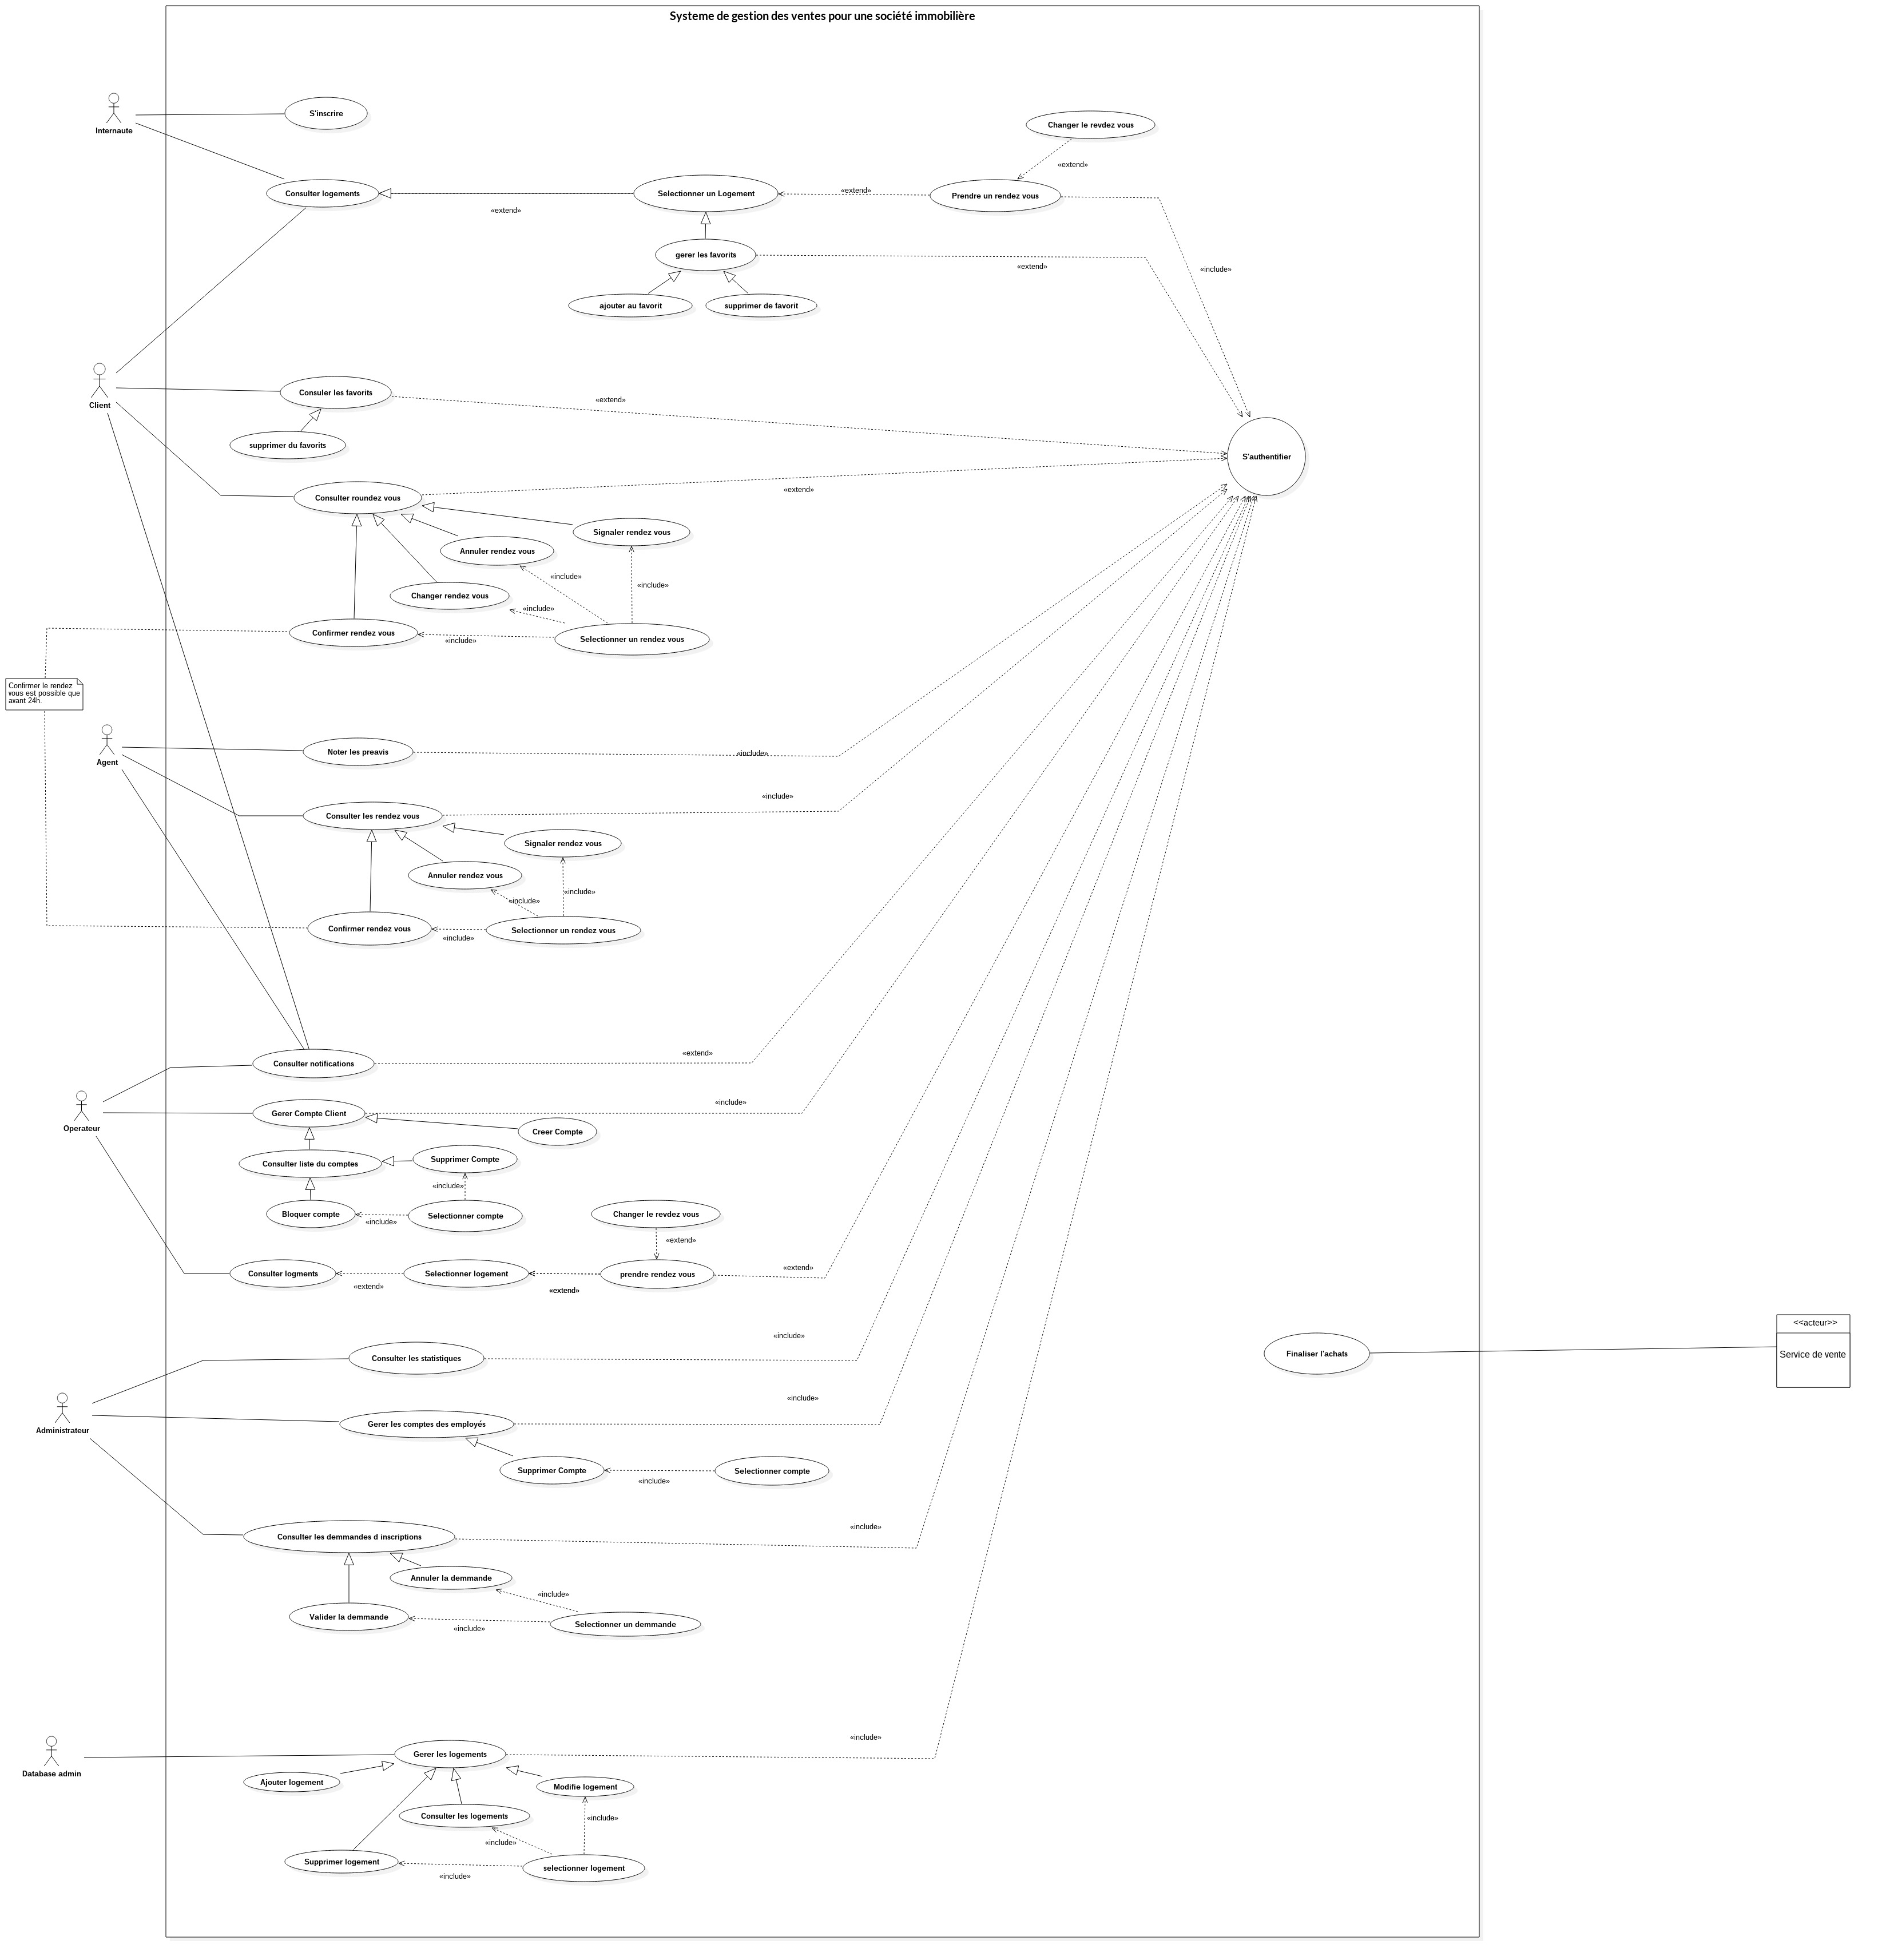 Systeme de gestion des ventes pour une société immobilière
Internaute
S'inscrire
Changer le revdez vous
«extend»
Consulter logements
Selectionner un Logement
«extend»
Prendre un rendez vous
«extend»
gerer les favorits
«extend»
«include»
ajouter au favorit
supprimer de favorit
Client
Consuler les favorits
«extend»
supprimer du favorits
S'authentifier
Consulter roundez vous
«extend»
Signaler rendez vous
Annuler rendez vous
«include»
«include»
Changer rendez vous
«include»
Confirmer rendez vous
«include»
Selectionner un rendez vous
Confirmer le rendez
vous est possible que
avant 24h.
Agent
Noter les preavis
«include»
«include»
Consulter les rendez vous
Signaler rendez vous
Annuler rendez vous
«include»
«include»
Confirmer rendez vous
«include»
Selectionner un rendez vous
Consulter notifications
«extend»
Operateur
Gerer Compte Client
«include»
Creer Compte
Consulter liste du comptes
Supprimer Compte
«include»
Bloquer compte
«include»
Selectionner compte
Changer le revdez vous
«extend»
Consulter logments
«extend»
Selectionner logement
«extend»
prendre rendez vous
«extend»
Consulter les statistiques
«include»
Finaliser l'achats
<<acteur>>
Service de vente
Administrateur
Gerer les comptes des employés
«include»
Supprimer Compte
«include»
Selectionner compte
Consulter les demmandes d inscriptions
«include»
Annuler la demmande
«include»
Valider la demmande
«include»
Selectionner un demmande
Database admin
Gerer les logements
«include»
Ajouter logement
Modifie logement
Consulter les logements
«include»
«include»
Supprimer logement
«include»
selectionner logement